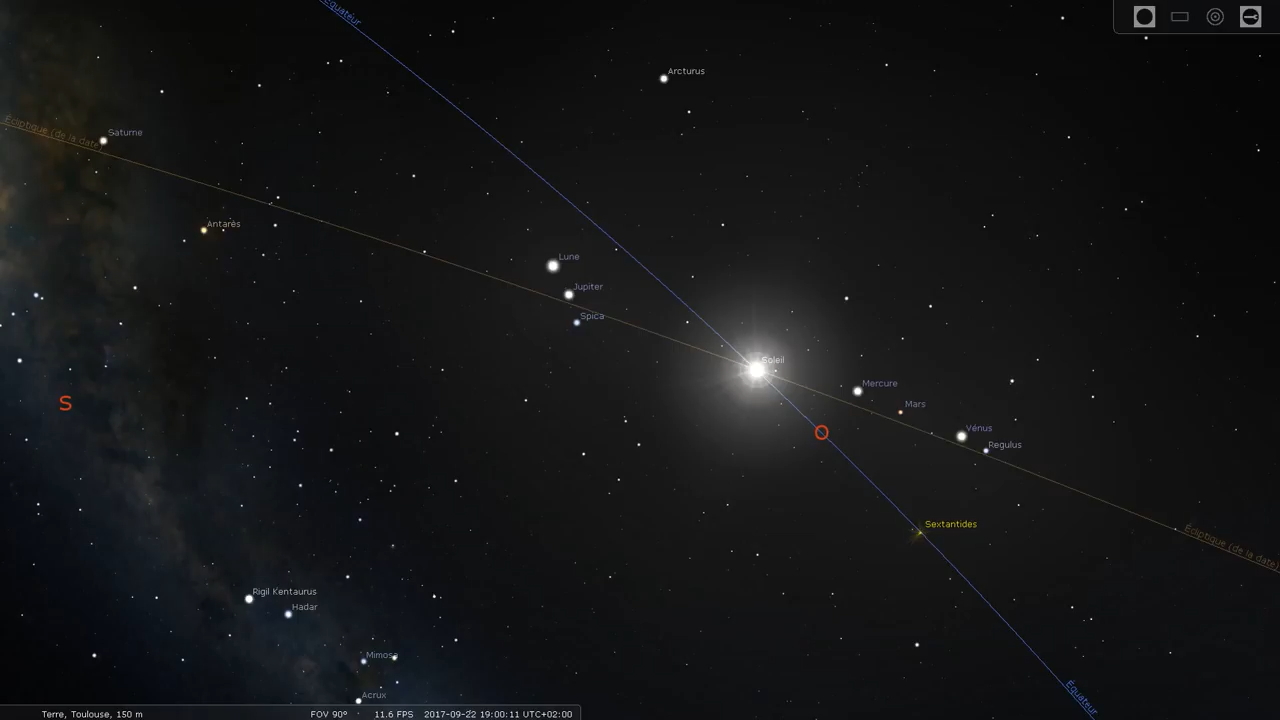 Équateur
Arcturus
Écliptique (de la date)
Saturne
Antarès
Lune
Jupiter
Spica
Soleil
Mercure
Mars
S
Vénus
O
Regulus
Sextantides
Écliptique (de la date)
Rigil Kentaurus
Hadar
Mimosa
Acrux
Équateur
Terre, Toulouse, 150 m FOV 90° 11.6 FPS 2017-09-22 19:00:11 UTC+02:00